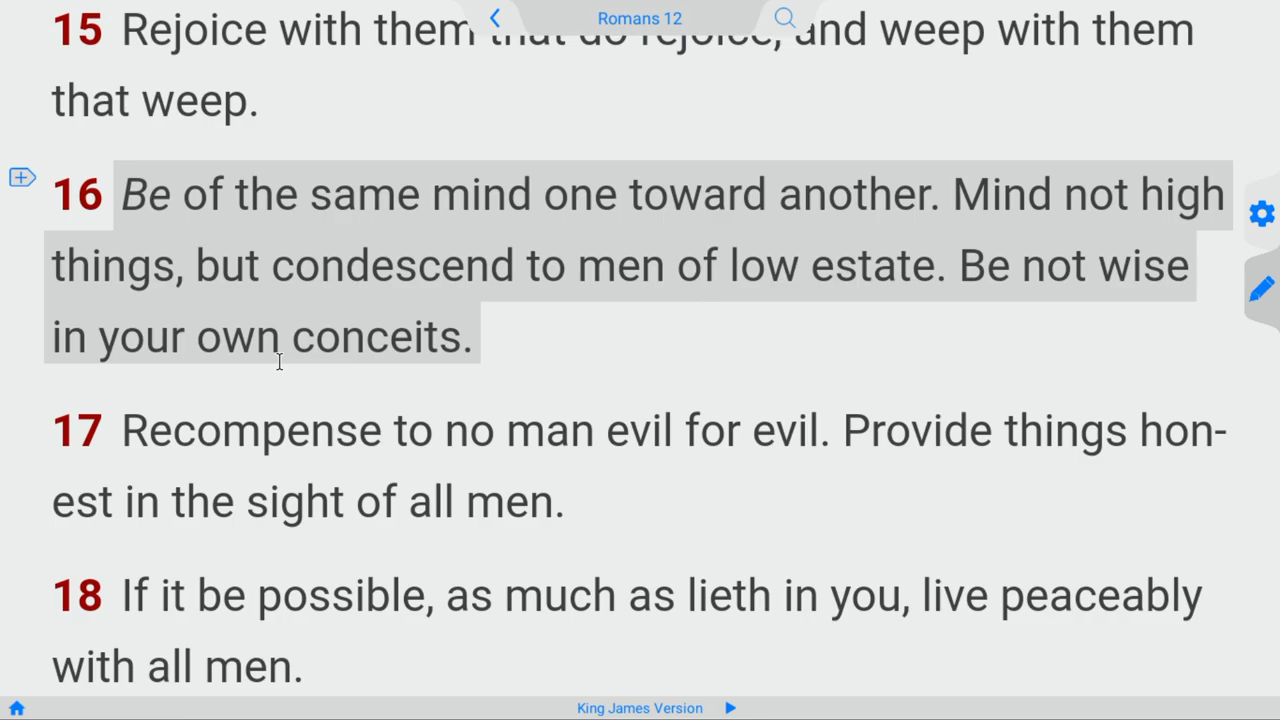 Romans 12
15 Rejoice with them that do rejoice, and weep with them
that weep.
16 Be of the same mind one toward another. Mind not high
things, but condescend to men of low estate. Be not wise
in your own conceits.
17 Recompense to no man evil for evil. Provide things hon-
est in the sight of all men.
18 If it be possible, as much as lieth in you, live peaceably
with all men.
King James Version